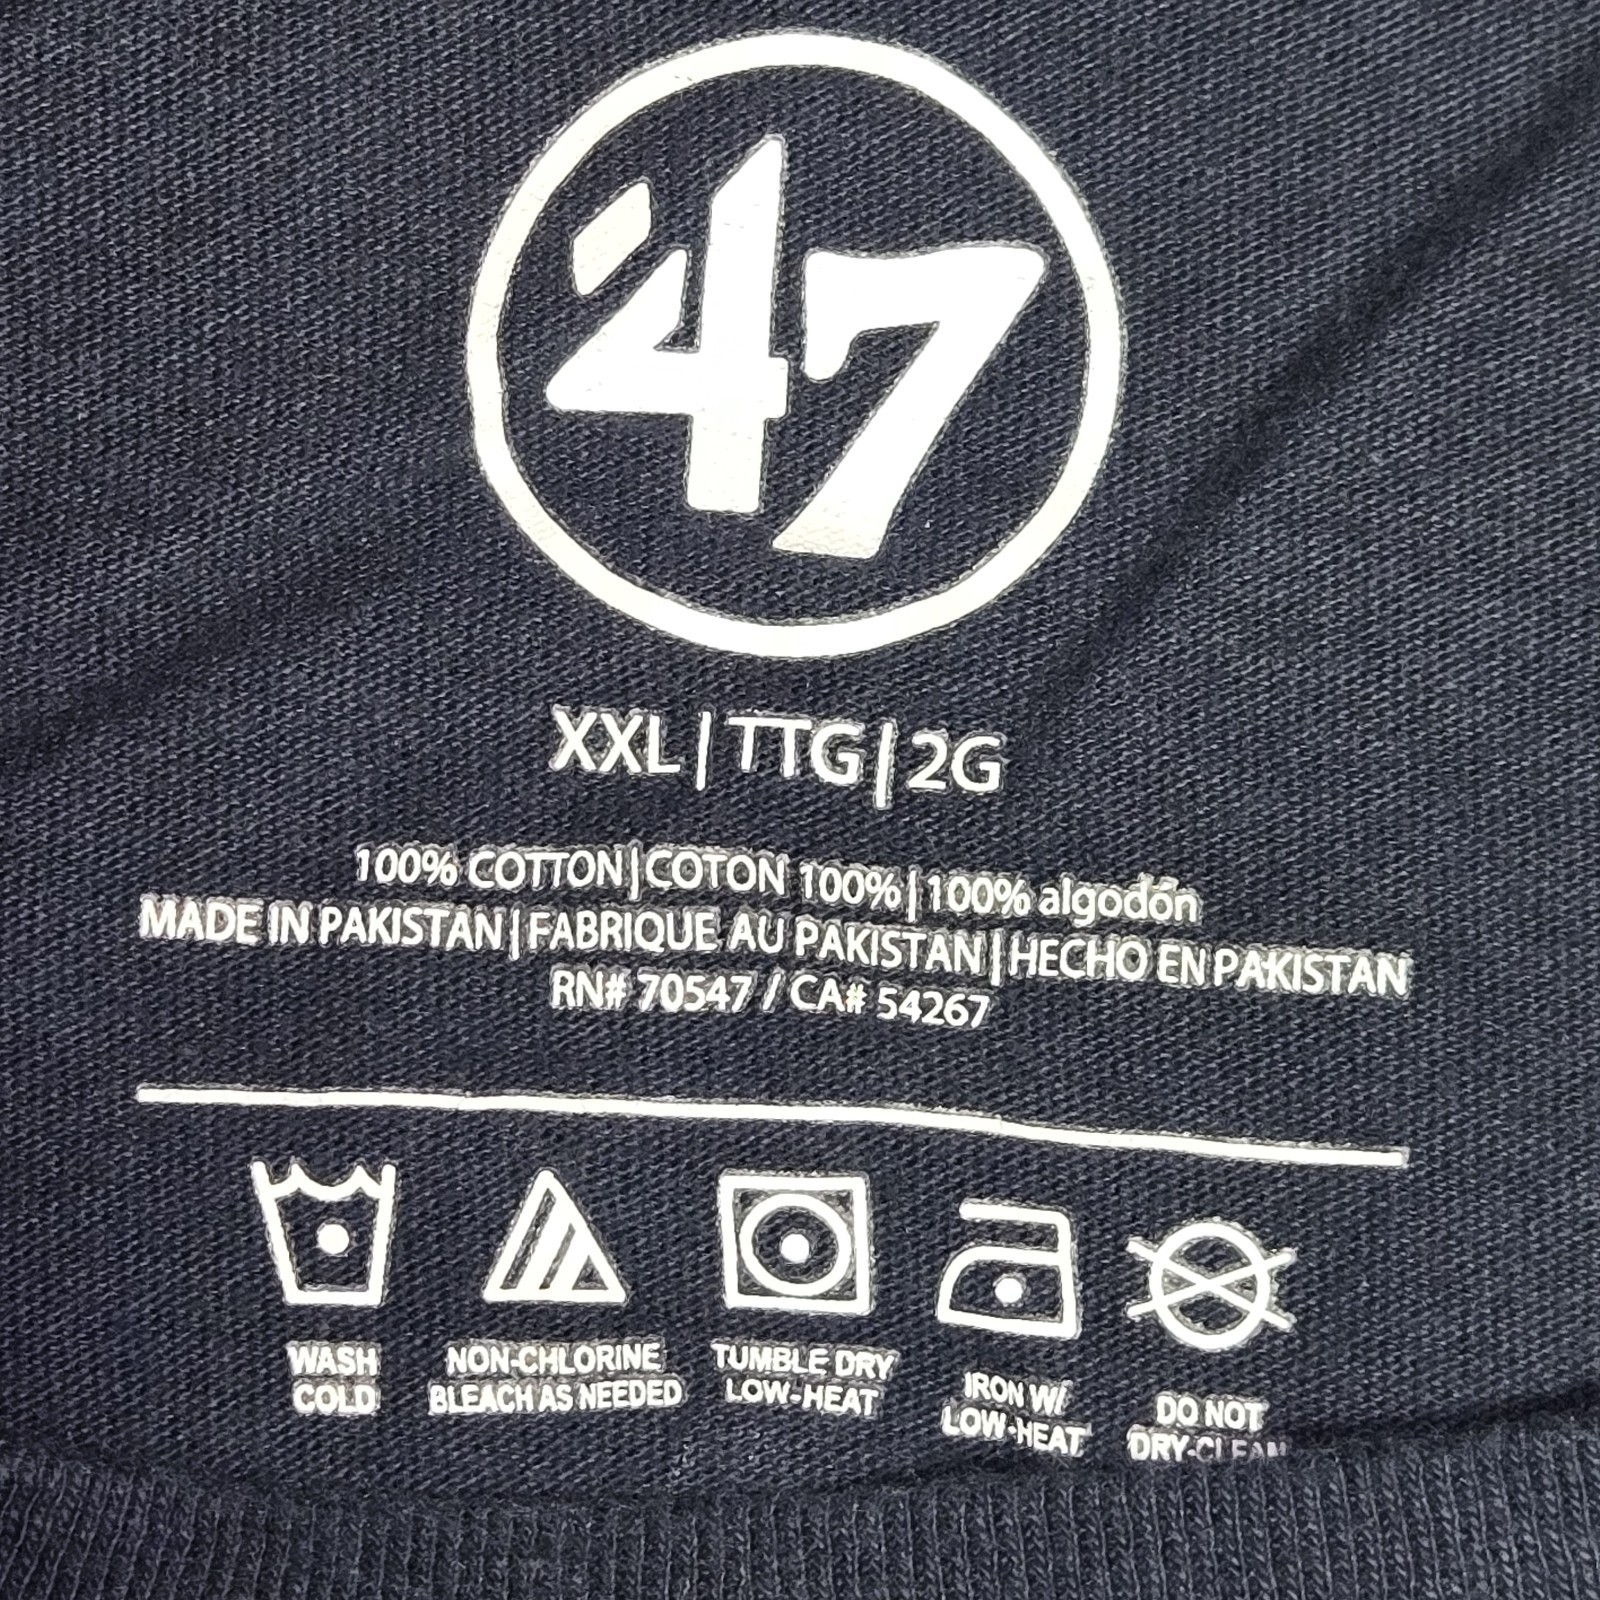 '47
XXL | TTG | 2G
100% COTTON | COTON 100% | 100% algodón
MADE IN PAKISTAN | FABRIQUE AU PAKISTAN | HECHO EN PAKISTAN
RN# 70547 / CA# 54267
WASH
COLD
NON-CHLORINE
BLEACH AS NEEDED
TUMBLE DRY
LOW-HEAT
IRON W/
LOW-HEAT
DO NOT
DRY-CLEAN